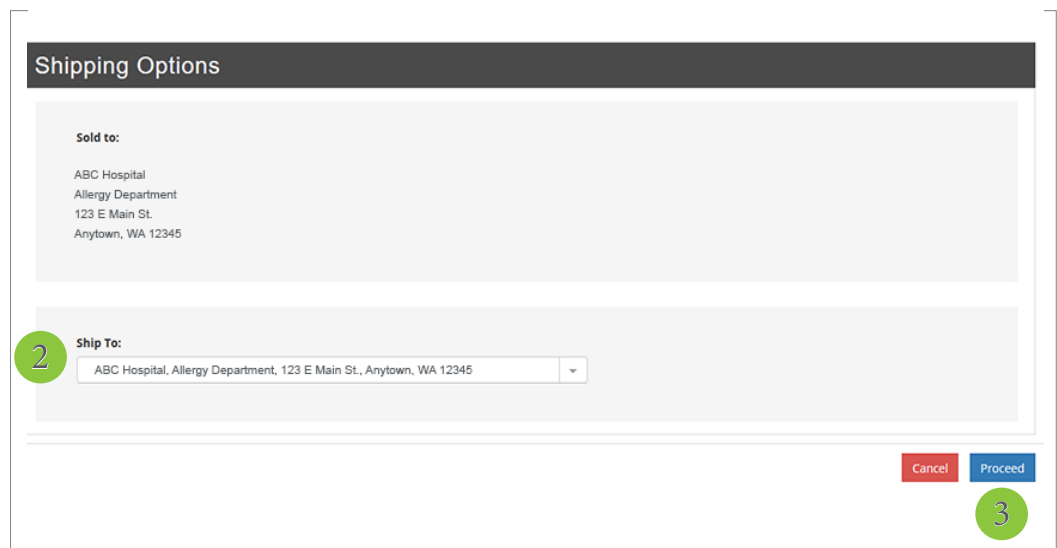 Shipping Options
Sold to:
ABC Hospital
Allergy Department
123 E Main St.
Anytown, WA 12345
Ship To:
2
ABC Hospital, Allergy Department, 123 E Main St., Anytown, WA 12345
Cancel Proceed
3